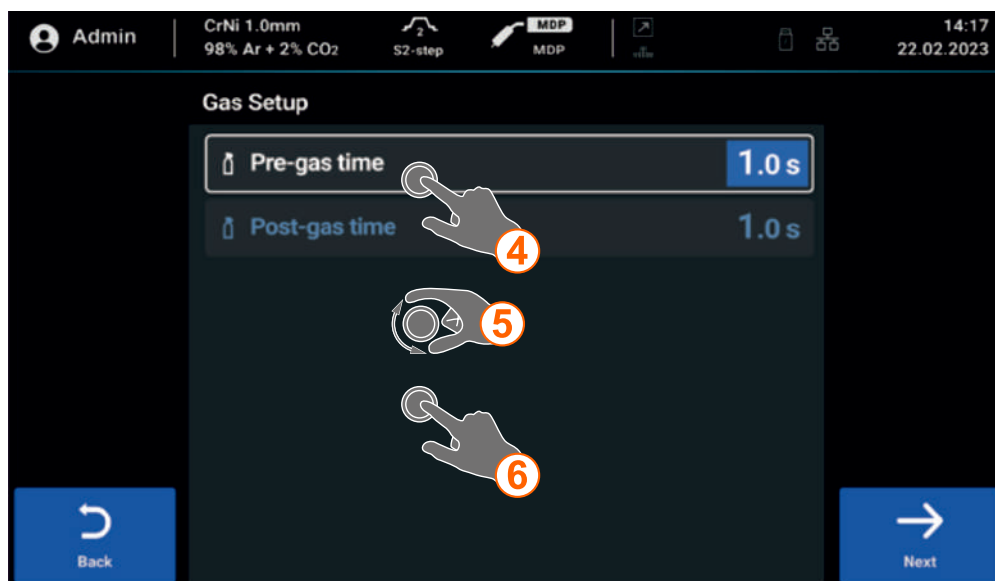 Admin
CrNi 1.0mm
98% Ar + 2% CO2
2
S2-step
MDP
MDP
14:17
22.02.2023
Gas Setup
Pre-gas time 1.0 s
4
Post-gas time 1.0 s
5
6
Back
Next